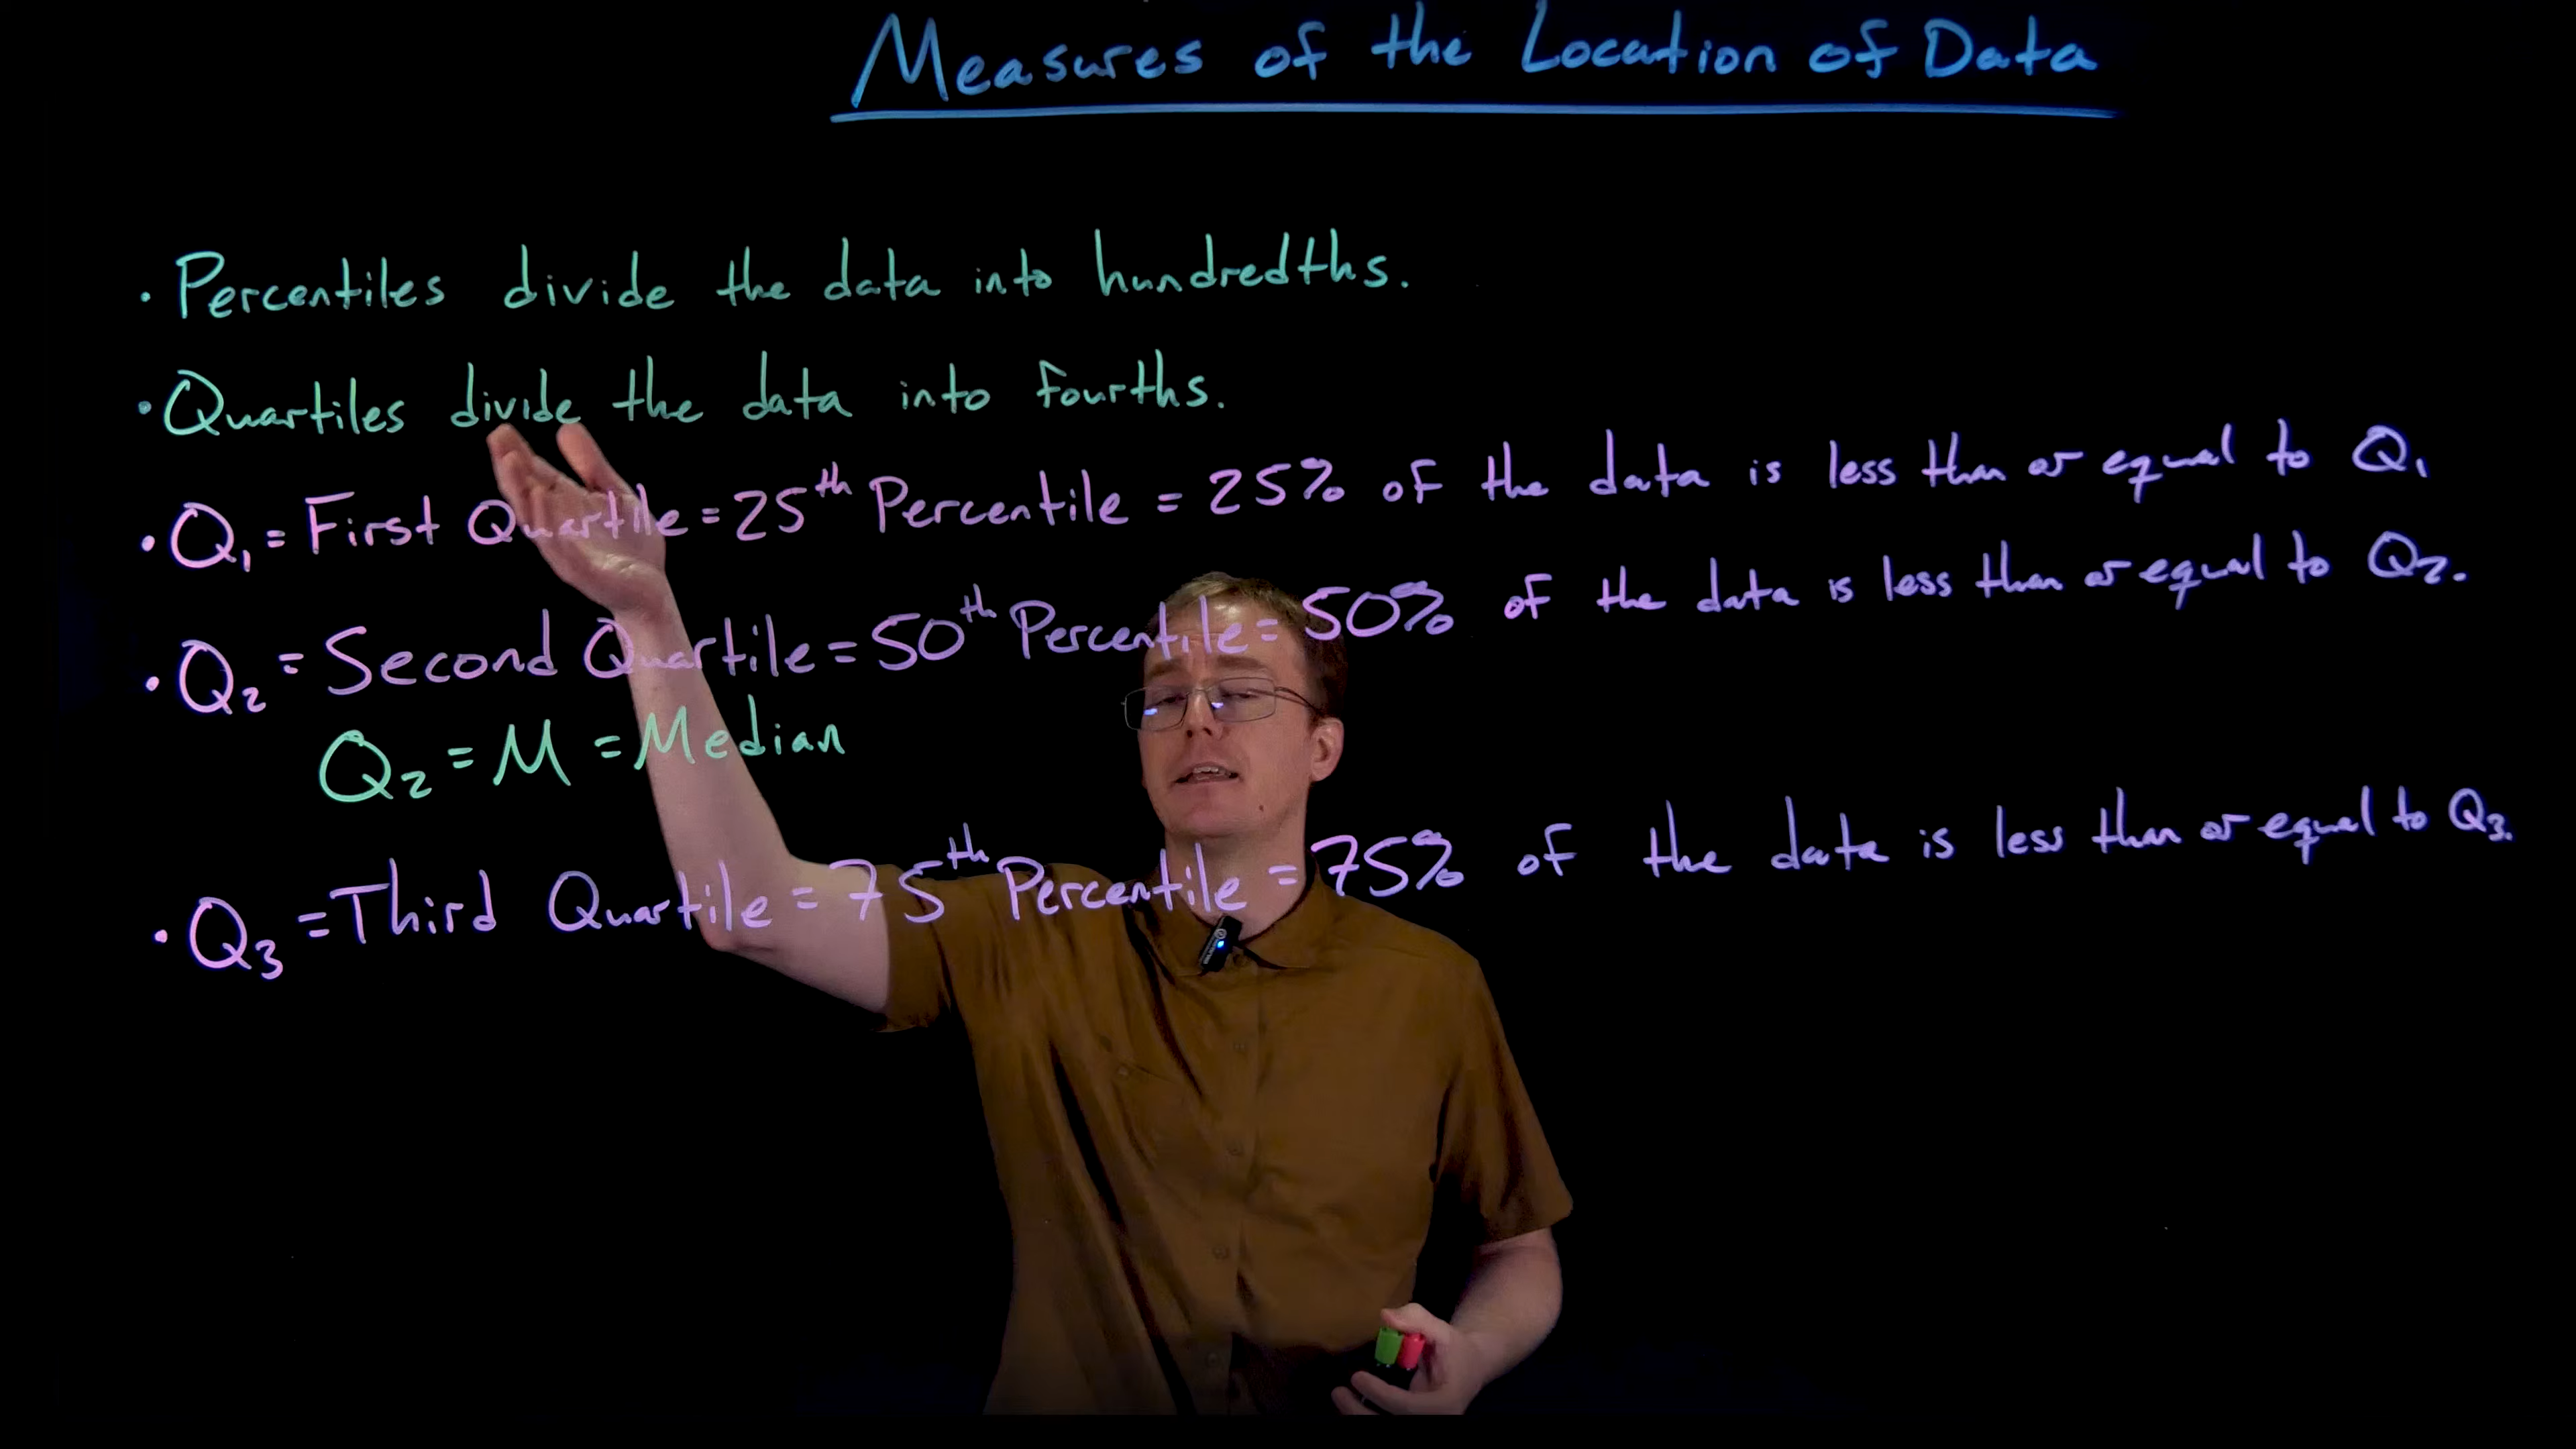 Measures of the Location of Data
• Percentiles divide the data into hundredths.
• Quartiles divide the data into fourths.
• Q₁ = First Quartile = 25th Percentile = 25% of the data is less than or equal to Q₁
• Q₂ = Second Quartile = 50th Percentile = 50% of the data is less than or equal to Q₂.
Q₂ = M = Median
• Q₃ = Third Quartile = 75th Percentile = 75% of the data is less than or equal to Q₃.